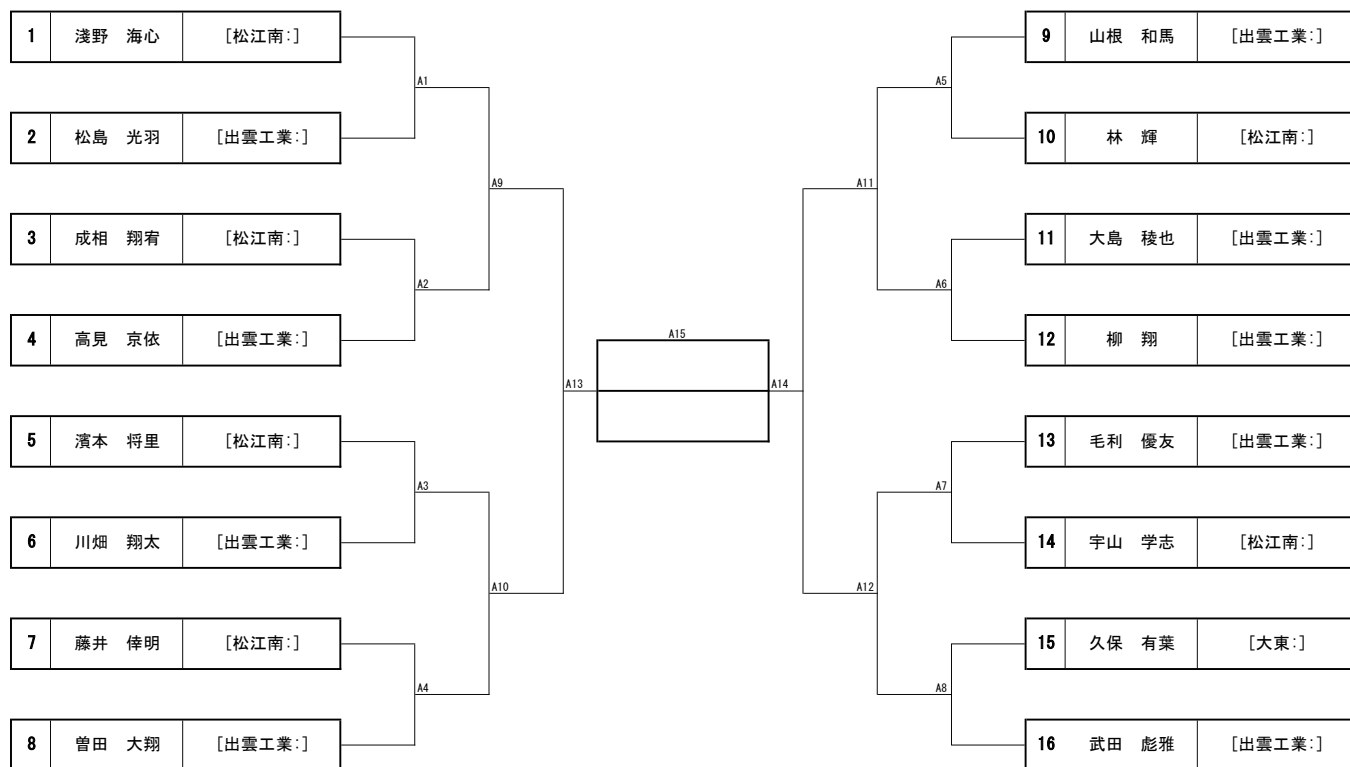 1 淺野 海心 [松江南:]
A1
2 松島 光羽 [出雲工業:]
A9
3 成相 翔宥 [松江南:]
A2
4 高見 京依 [出雲工業:]
A13
5 濱本 将里 [松江南:]
A3
6 川畑 翔太 [出雲工業:]
A10
7 藤井 倖明 [松江南:]
A4
8 曽田 大翔 [出雲工業:]
A15
9 山根 和馬 [出雲工業:]
A5
10 林 輝 [松江南:]
A11
11 大島 稜也 [出雲工業:]
A6
12 柳 翔 [出雲工業:]
A14
13 毛利 優友 [出雲工業:]
A7
14 宇山 学志 [松江南:]
A12
15 久保 有葉 [大東:]
A8
16 武田 彪雅 [出雲工業:]